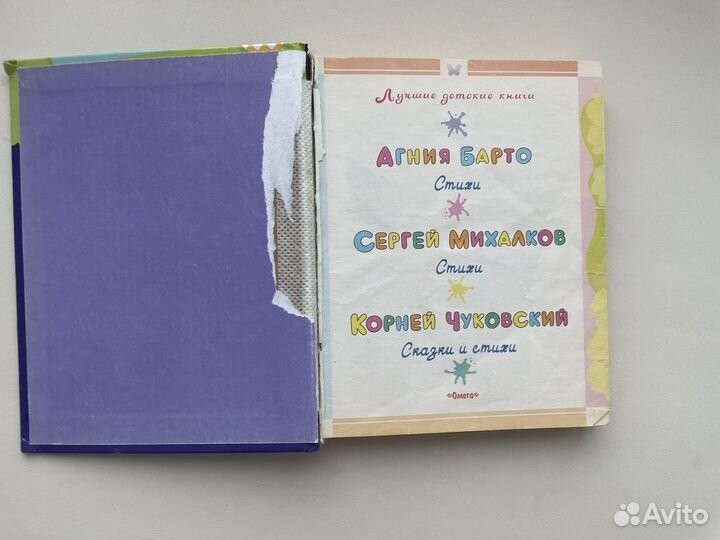 Лучшие детские книги
Агния Барто
Стихи
Сергей Михалков
Стихи
Корней Чуковский
Сказки и стихи
«Омега»
Avito